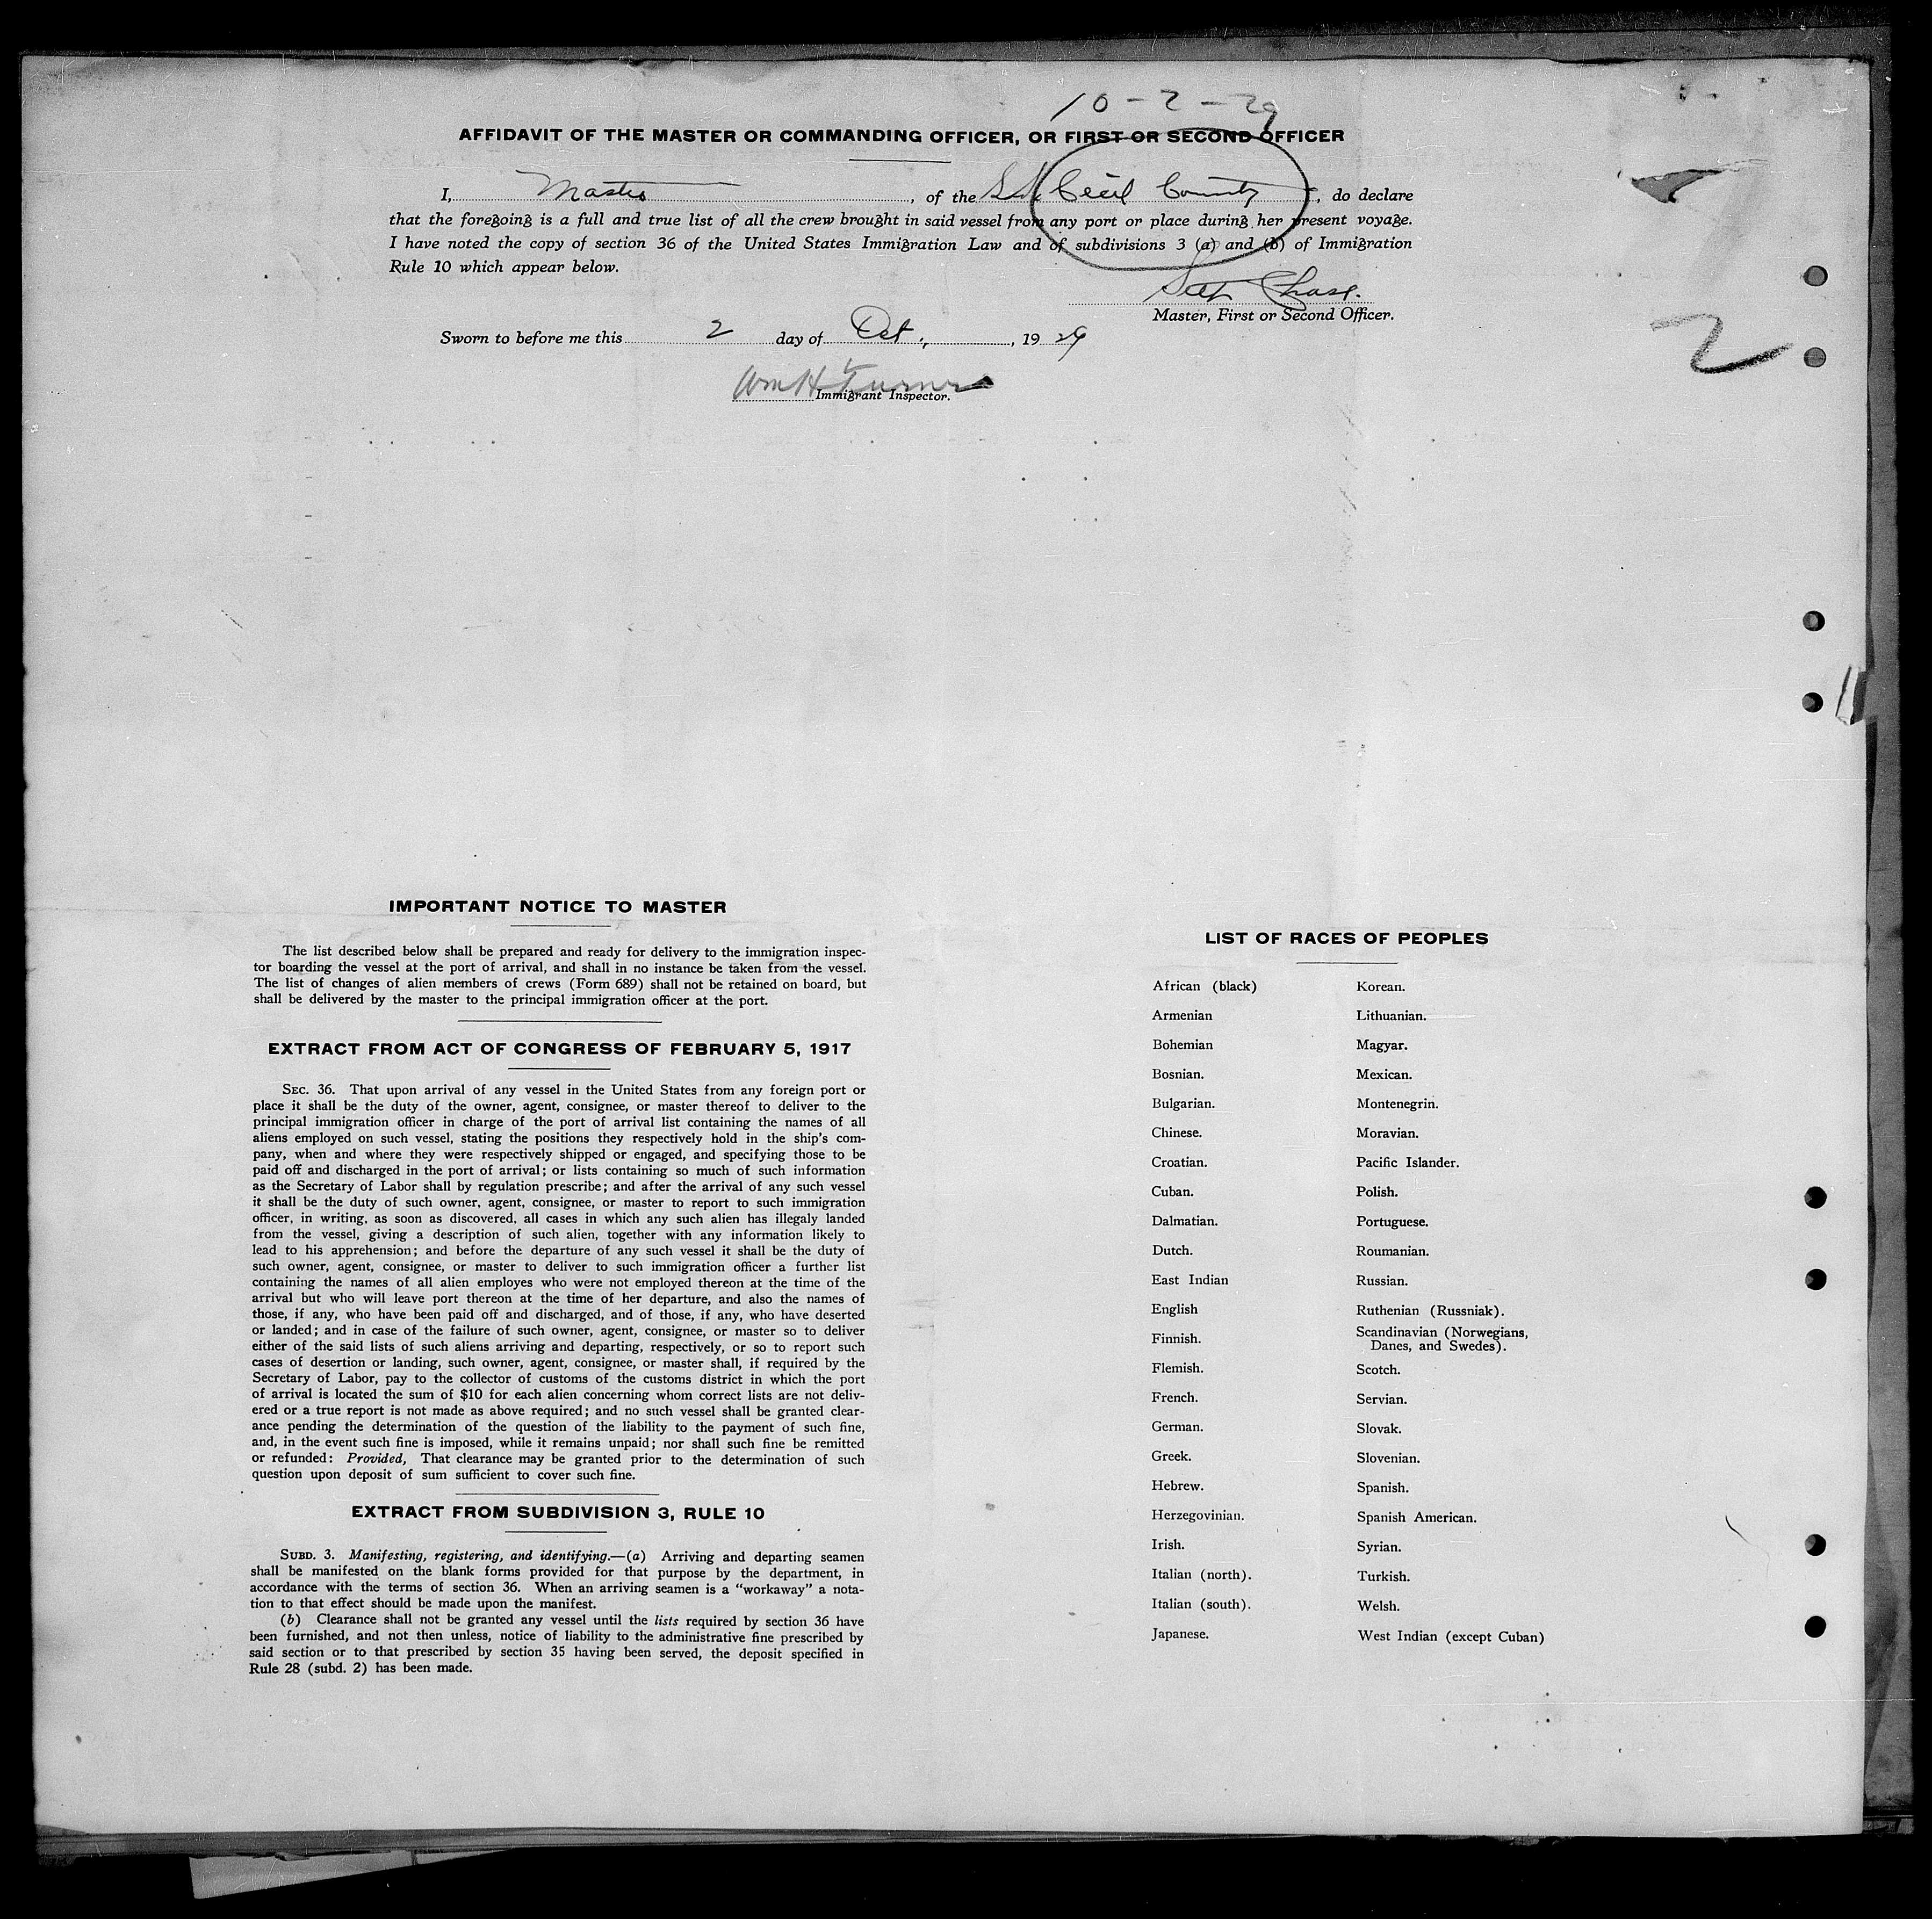 10-2-29
AFFIDAVIT OF THE MASTER OR COMMANDING OFFICER, OR FIRST OR SECOND OFFICER
I, Master, of the S.S. Cecil County, do declare
that the foregoing is a full and true list of all the crew brought in said vessel from any port or place during her present voyage.
I have noted the copy of section 36 of the United States Immigration Law and of subdivisions 3 (a) and (b) of Immigration
Rule 10 which appear below.
Seth Chase.
Master, First or Second Officer.
2
Sworn to before me this 2 day of Oct., 1929
Wm H Turner
Immigrant Inspector.
IMPORTANT NOTICE TO MASTER
The list described below shall be prepared and ready for delivery to the immigration inspec-
tor boarding the vessel at the port of arrival, and shall in no instance be taken from the vessel.
The list of changes of alien members of crews (Form 689) shall not be retained on board, but
shall be delivered by the master to the principal immigration officer at the port.
EXTRACT FROM ACT OF CONGRESS OF FEBRUARY 5, 1917
SEC. 36. That upon arrival of any vessel in the United States from any foreign port or
place it shall be the duty of the owner, agent, consignee, or master thereof to deliver to the
principal immigration officer in charge of the port of arrival list containing the names of all
aliens employed on such vessel, stating the positions they respectively hold in the ship's com-
pany, when and where they were respectively shipped or engaged, and specifying those to be
paid off and discharged in the port of arrival; or lists containing so much of such information
as the Secretary of Labor shall by regulation prescribe; and after the arrival of any such vessel
it shall be the duty of such owner, agent, consignee, or master to report to such immigration
officer, in writing, as soon as discovered, all cases in which any such alien has illegaly landed
from the vessel, giving a description of such alien, together with any information likely to
lead to his apprehension; and before the departure of any such vessel it shall be the duty of
such owner, agent, consignee, or master to deliver to such immigration officer a further list
containing the names of all alien employes who were not employed thereon at the time of the
arrival but who will leave port thereon at the time of her departure, and also the names of
those, if any, who have been paid off and discharged, and of those, if any, who have deserted
or landed; and in case of the failure of such owner, agent, consignee, or master so to deliver
either of the said lists of such aliens arriving and departing, respectively, or so to report such
cases of desertion or landing, such owner, agent, consignee, or master shall, if required by the
Secretary of Labor, pay to the collector of customs of the customs district in which the port
of arrival is located the sum of $10 for each alien concerning whom correct lists are not deliv-
ered or a true report is not made as above required; and no such vessel shall be granted clear-
ance pending the determination of the question of the liability to the payment of such fine,
and, in the event such fine is imposed, while it remains unpaid; nor shall such fine be remitted
or refunded: Provided, That clearance may be granted prior to the determination of such
question upon deposit of sum sufficient to cover such fine.
EXTRACT FROM SUBDIVISION 3, RULE 10
SUBD. 3. Manifesting, registering, and identifying.—(a) Arriving and departing seamen
shall be manifested on the blank forms provided for that purpose by the department, in
accordance with the terms of section 36. When an arriving seamen is a "workaway" a nota-
tion to that effect should be made upon the manifest.
(b) Clearance shall not be granted any vessel until the lists required by section 36 have
been furnished, and not then unless, notice of liability to the administrative fine prescribed by
said section or to that prescribed by section 35 having been served, the deposit specified in
Rule 28 (subd. 2) has been made.
LIST OF RACES OF PEOPLES
African (black) Korean.
Armenian Lithuanian.
Bohemian Magyar.
Bosnian. Mexican.
Bulgarian. Montenegrin.
Chinese. Moravian.
Croatian. Pacific Islander.
Cuban. Polish.
Dalmatian. Portuguese.
Dutch. Roumanian.
East Indian Russian.
English Ruthenian (Russniak).
Finnish. Scandinavian (Norwegians,
Danes, and Swedes).
Flemish. Scotch.
French. Servian.
German. Slovak.
Greek. Slovenian.
Hebrew. Spanish.
Herzegovinian. Spanish American.
Irish. Syrian.
Italian (north). Turkish.
Italian (south). Welsh.
Japanese. West Indian (except Cuban)